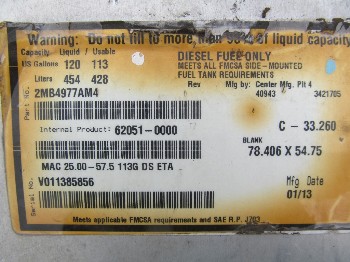 Warning: Do not fill to more than 95% of liquid capacity
Capacity Liquid / Usable
US Gallons 120 113
Liters 454 428
DIESEL FUEL ONLY
MEETS ALL FMCSA SIDE-MOUNTED
FUEL TANK REQUIREMENTS
Rev Mfg by: Center Mfg. Plt 4
40943 3421705
Part No. 2MB4977AM4
Internal Product: 62051-0000
C - 33.260
BLANK
78.406 X 54.75
MAC 25.00-57.5 113G DS ETA
V011385856
Mfg Date
01/13
Meets applicable FMCSA requirements and SAE R.P. J703